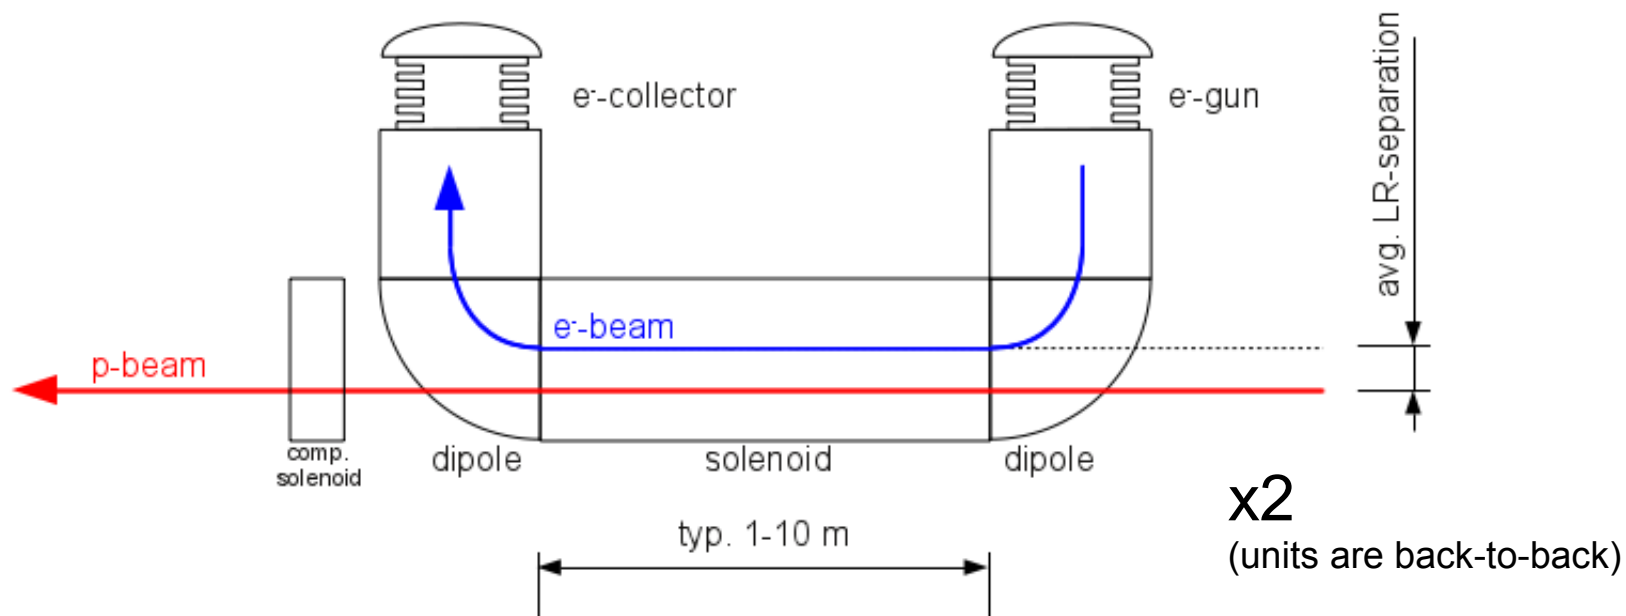 e⁻-collector
e⁻-gun
avg. LR-separation
e⁻-beam
p-beam
comp.
solenoid
dipole
solenoid
dipole
x2
typ. 1-10 m
(units are back-to-back)